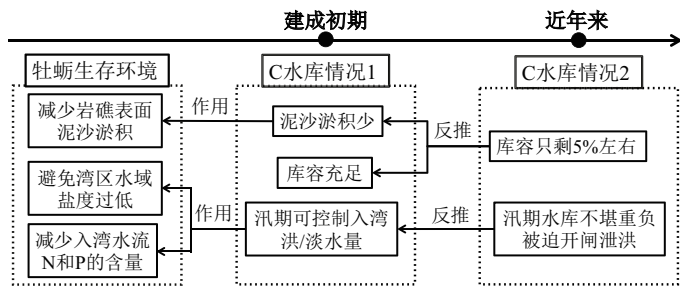 建成初期
近年来
牡蛎生存环境
C水库情况1
C水库情况2
减少岩礁表面
泥沙淤积
作用
泥沙淤积少
反推
库容只剩5%左右
库容充足
避免湾区水域
盐度过低
减少入湾水流
N和P的含量
作用
汛期可控制入湾
洪/淡水量
反推
汛期水库不堪重负
被迫开闸泄洪